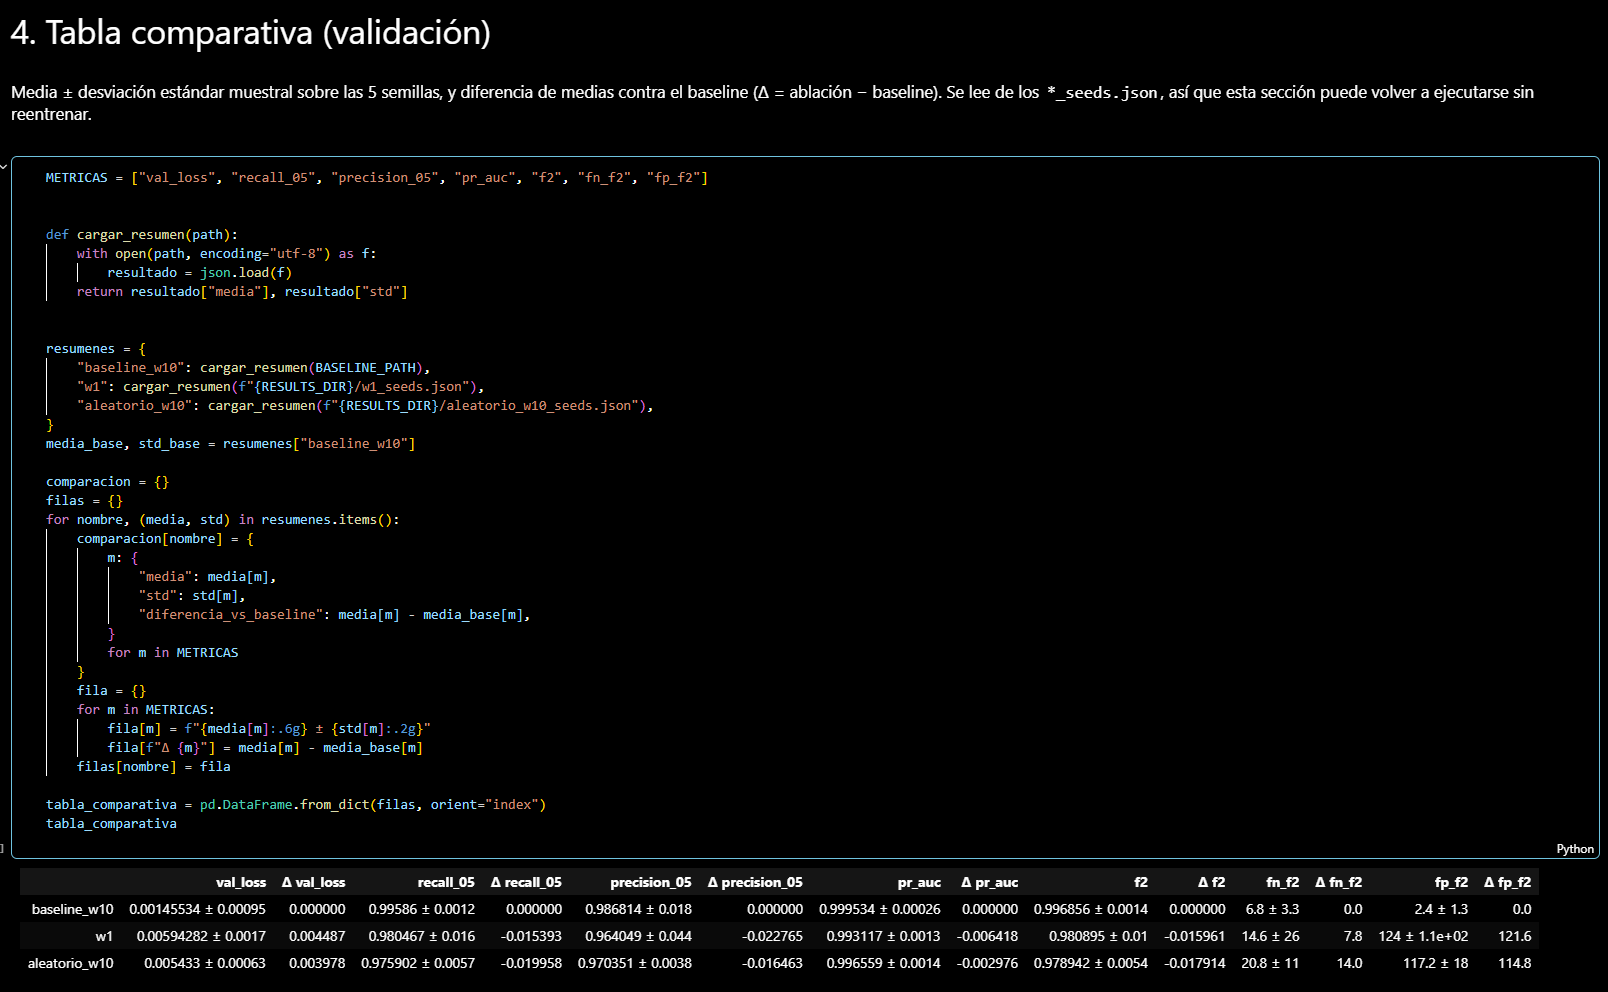 4. Tabla comparativa (validación)
Media ± desviación estándar muestral sobre las 5 semillas, y diferencia de medias contra el baseline (Δ = ablación − baseline). Se lee de los *_seeds.json, así que esta sección puede volver a ejecutarse sin
reentrenar.
METRICAS = ["val_loss", "recall_05", "precision_05", "pr_auc", "f2", "fn_f2", "fp_f2"]
def cargar_resumen(path):
    with open(path, encoding="utf-8") as f:
        resultado = json.load(f)
    return resultado["media"], resultado["std"]
resumenes = {
    "baseline_w10": cargar_resumen(BASELINE_PATH),
    "w1": cargar_resumen(f"{RESULTS_DIR}/w1_seeds.json"),
    "aleatorio_w10": cargar_resumen(f"{RESULTS_DIR}/aleatorio_w10_seeds.json"),
}
media_base, std_base = resumenes["baseline_w10"]
comparacion = {}
filas = {}
for nombre, (media, std) in resumenes.items():
    comparacion[nombre] = {
        m: {
            "media": media[m],
            "std": std[m],
            "diferencia_vs_baseline": media[m] - media_base[m],
        }
        for m in METRICAS
    }
    fila = {}
    for m in METRICAS:
        fila[m] = f"{media[m]:.6g} ± {std[m]:.2g}"
        fila[f"Δ {m}"] = media[m] - media_base[m]
    filas[nombre] = fila
tabla_comparativa = pd.DataFrame.from_dict(filas, orient="index")
tabla_comparativa
]
Python
val_loss Δ val_loss recall_05 Δ recall_05 precision_05 Δ precision_05 pr_auc Δ pr_auc f2 Δ f2 fn_f2 Δ fn_f2 fp_f2 Δ fp_f2
baseline_w10 0.00145534 ± 0.00095 0.000000 0.99586 ± 0.0012 0.000000 0.986814 ± 0.018 0.000000 0.999534 ± 0.00026 0.000000 0.996856 ± 0.0014 0.000000 6.8 ± 3.3 0.0 2.4 ± 1.3 0.0
w1 0.00594282 ± 0.0017 0.004487 0.980467 ± 0.016 -0.015393 0.964049 ± 0.044 -0.022765 0.993117 ± 0.0013 -0.006418 0.980895 ± 0.01 -0.015961 14.6 ± 26 7.8 124 ± 1.1e+02 121.6
aleatorio_w10 0.005433 ± 0.00063 0.003978 0.975902 ± 0.0057 -0.019958 0.970351 ± 0.0038 -0.016463 0.996559 ± 0.0014 -0.002976 0.978942 ± 0.0054 -0.017914 20.8 ± 11 14.0 117.2 ± 18 114.8